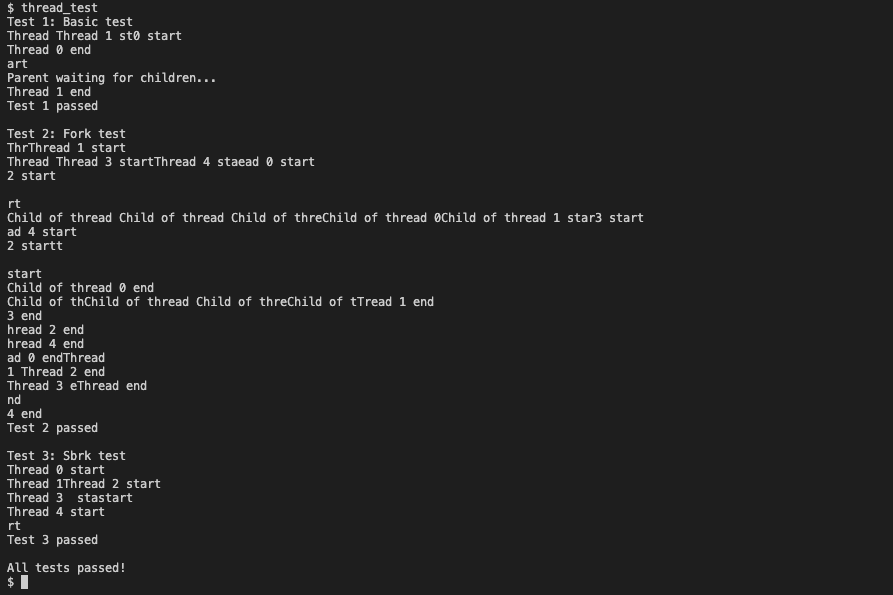 $ thread_test
Test 1: Basic test
Thread Thread 1 st0 start
Thread 0 end
art
Parent waiting for children...
Thread 1 end
Test 1 passed

Test 2: Fork test
ThrThread 1 start
Thread Thread 3 startThread 4 staead 0 start
2 start

rt
Child of thread Child of thread Child of threChild of thread 0Child of thread 1 star3 start
ad 4 start
2 startt

start
Child of thread 0 end
Child of thChild of thread Child of threChild of tTread 1 end
3 end
hread 2 end
hread 4 end
ad 0 endThread
1 Thread 2 end
Thread 3 eThread end
nd
4 end
Test 2 passed

Test 3: Sbrk test
Thread 0 start
Thread 1Thread 2 start
Thread 3  stastart
Thread 4 start
rt
Test 3 passed

All tests passed!
$